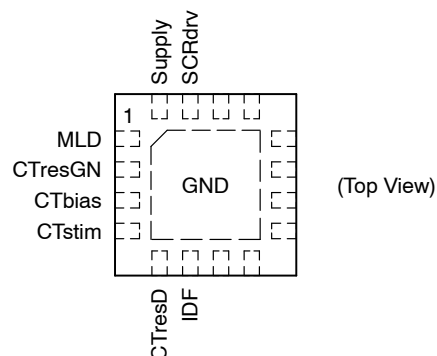 Supply
SCRdrv
1
MLD
CTresGN
CTbias
CTstim
GND
(Top View)
CTresD
IDF